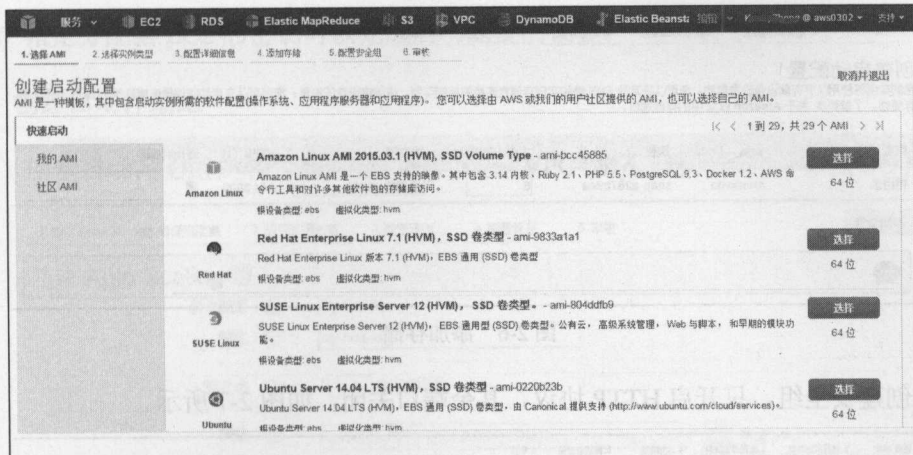 服务 EC2 RDS Elastic MapReduce S3 VPC DynamoDB Elastic Beansta 编辑 @ aws0302 支持
1. 选择 AMI 2. 选择实例类型 3. 配置详细信息 4. 添加存储 5. 配置安全组 6. 审核
创建启动配置
取消并退出
AMI 是一种模板，其中包含启动实例所需的软件配置(操作系统、应用程序服务器和应用程序)。您可以选择由 AWS 或我们的用户社区提供的 AMI，也可以选择自己的 AMI。
快速启动
1 到 29，共 29 个 AMI
我的 AMI
社区 AMI
Amazon Linux
Amazon Linux AMI 2015.03.1 (HVM), SSD Volume Type - ami-bcc45885
选择
Amazon Linux AMI 是一个 EBS 支持的映像。其中包含 3.14 内核、Ruby 2.1、PHP 5.5、PostgreSQL 9.3、Docker 1.2、AWS 命
令行工具和对许多其他软件包的存储库访问。
64 位
根设备类型: ebs 虚拟化类型: hvm
Red Hat
Red Hat Enterprise Linux 7.1 (HVM)，SSD 卷类型 - ami-9833a1a1
选择
Red Hat Enterprise Linux 版本 7.1 (HVM)，EBS 通用 (SSD) 卷类型
64 位
根设备类型: ebs 虚拟化类型: hvm
SUSE Linux
SUSE Linux Enterprise Server 12 (HVM)， SSD 卷类型。 - ami-804ddfb9
选择
SUSE Linux Enterprise Server 12 (HVM)，EBS 通用型 (SSD) 卷类型。公有云， 高级系统管理， Web 与脚本， 和早期的模块功
能。
64 位
根设备类型: ebs 虚拟化类型: hvm
Ubuntu
Ubuntu Server 14.04 LTS (HVM)，SSD 卷类型 - ami-0220b23b
选择
Ubuntu Server 14.04 LTS (HVM)，EBS 通用 (SSD) 卷类型，由 Canonical 提供支持 (http://www.ubuntu.com/cloud/services)。
64 位
根设备类型: ebs 虚拟化类型: hvm